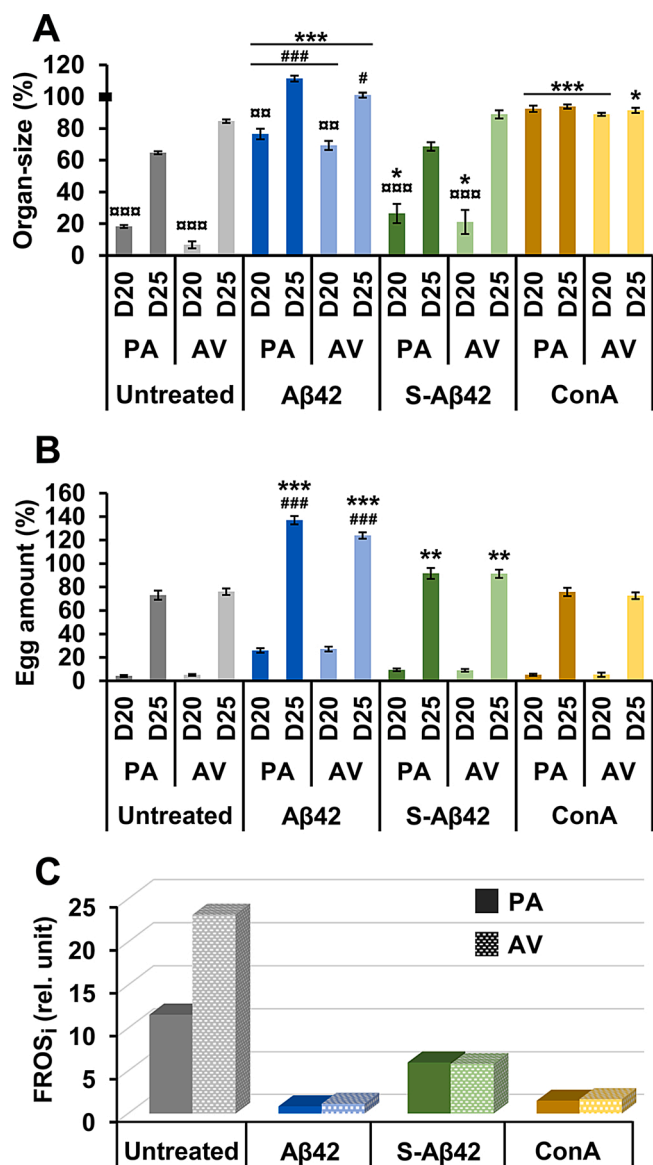 A
***
###
Organ-size (%)
120
100
80
60
40
20
0
¤¤¤
¤¤¤
¤¤
¤¤
#
*
¤¤¤
*
¤¤¤
***
*
D20 D25 D20 D25 D20 D25 D20 D25 D20 D25 D20 D25 D20 D25 D20 D25
PA AV PA AV PA AV PA AV
Untreated Aβ42 S-Aβ42 ConA
B
Egg amount (%)
160
140
120
100
80
60
40
20
0
***
###
***
###
**
**
D20 D25 D20 D25 D20 D25 D20 D25 D20 D25 D20 D25 D20 D25 D20 D25
PA AV PA AV PA AV PA AV
Untreated Aβ42 S-Aβ42 ConA
C
FROSi (rel. unit)
25
20
15
10
5
0
PA
AV
Untreated Aβ42 S-Aβ42 ConA